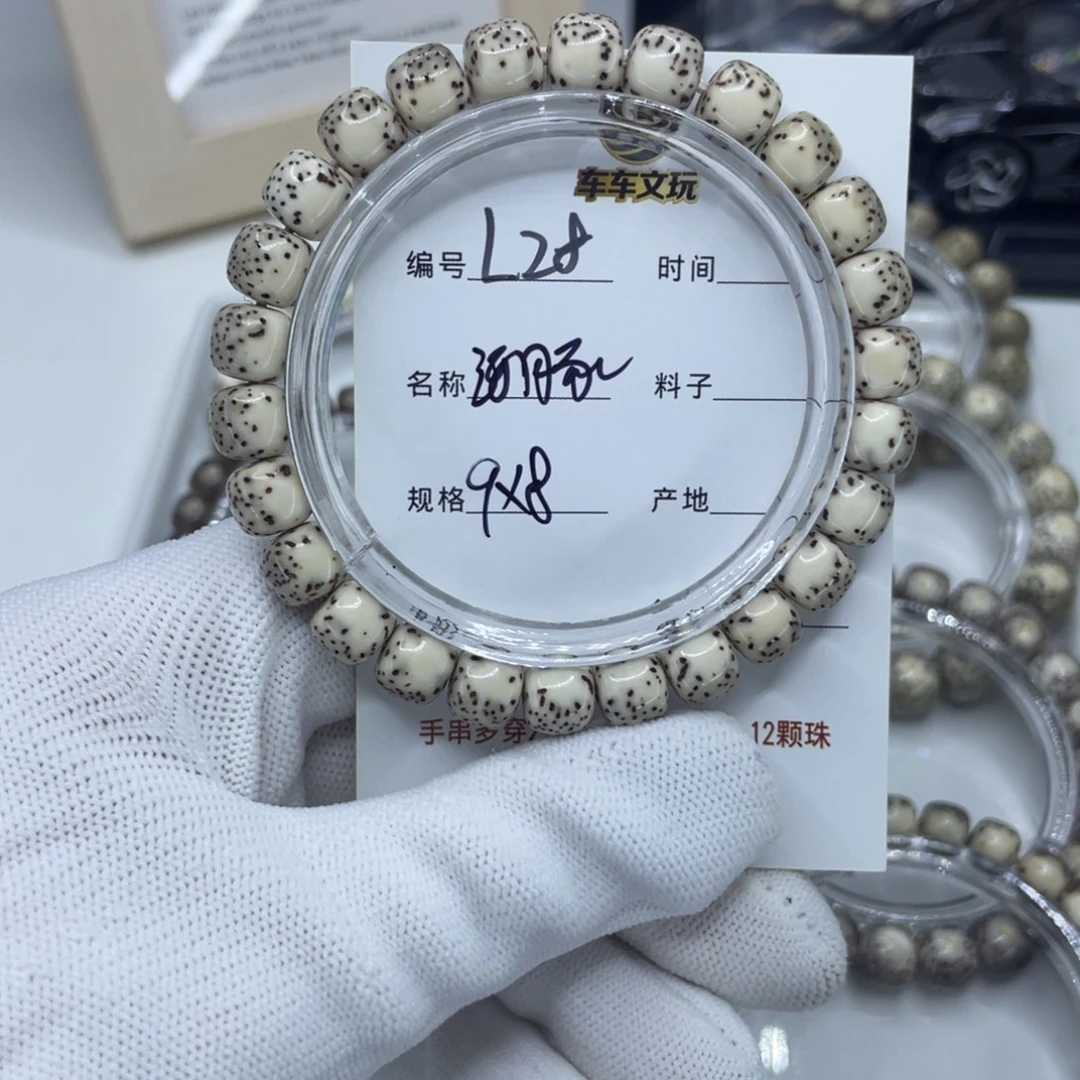 车车文玩
编号 L28 时间
名称 料子
规格 9X8 产地
手串多穿
12颗珠